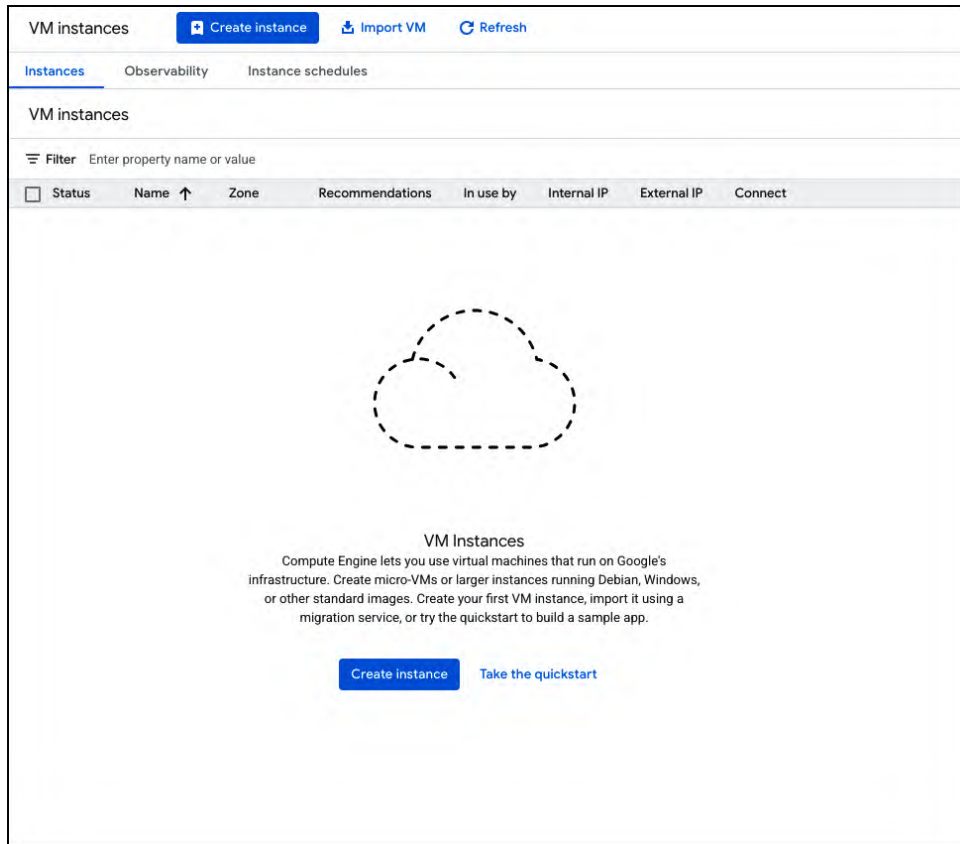 VM instances Create instance Import VM Refresh
Instances Observability Instance schedules
VM instances
Filter Enter property name or value
Status Name Zone Recommendations In use by Internal IP External IP Connect
VM Instances
Compute Engine lets you use virtual machines that run on Google's
infrastructure. Create micro-VMs or larger instances running Debian, Windows,
or other standard images. Create your first VM instance, import it using a
migration service, or try the quickstart to build a sample app.
Create instance Take the quickstart